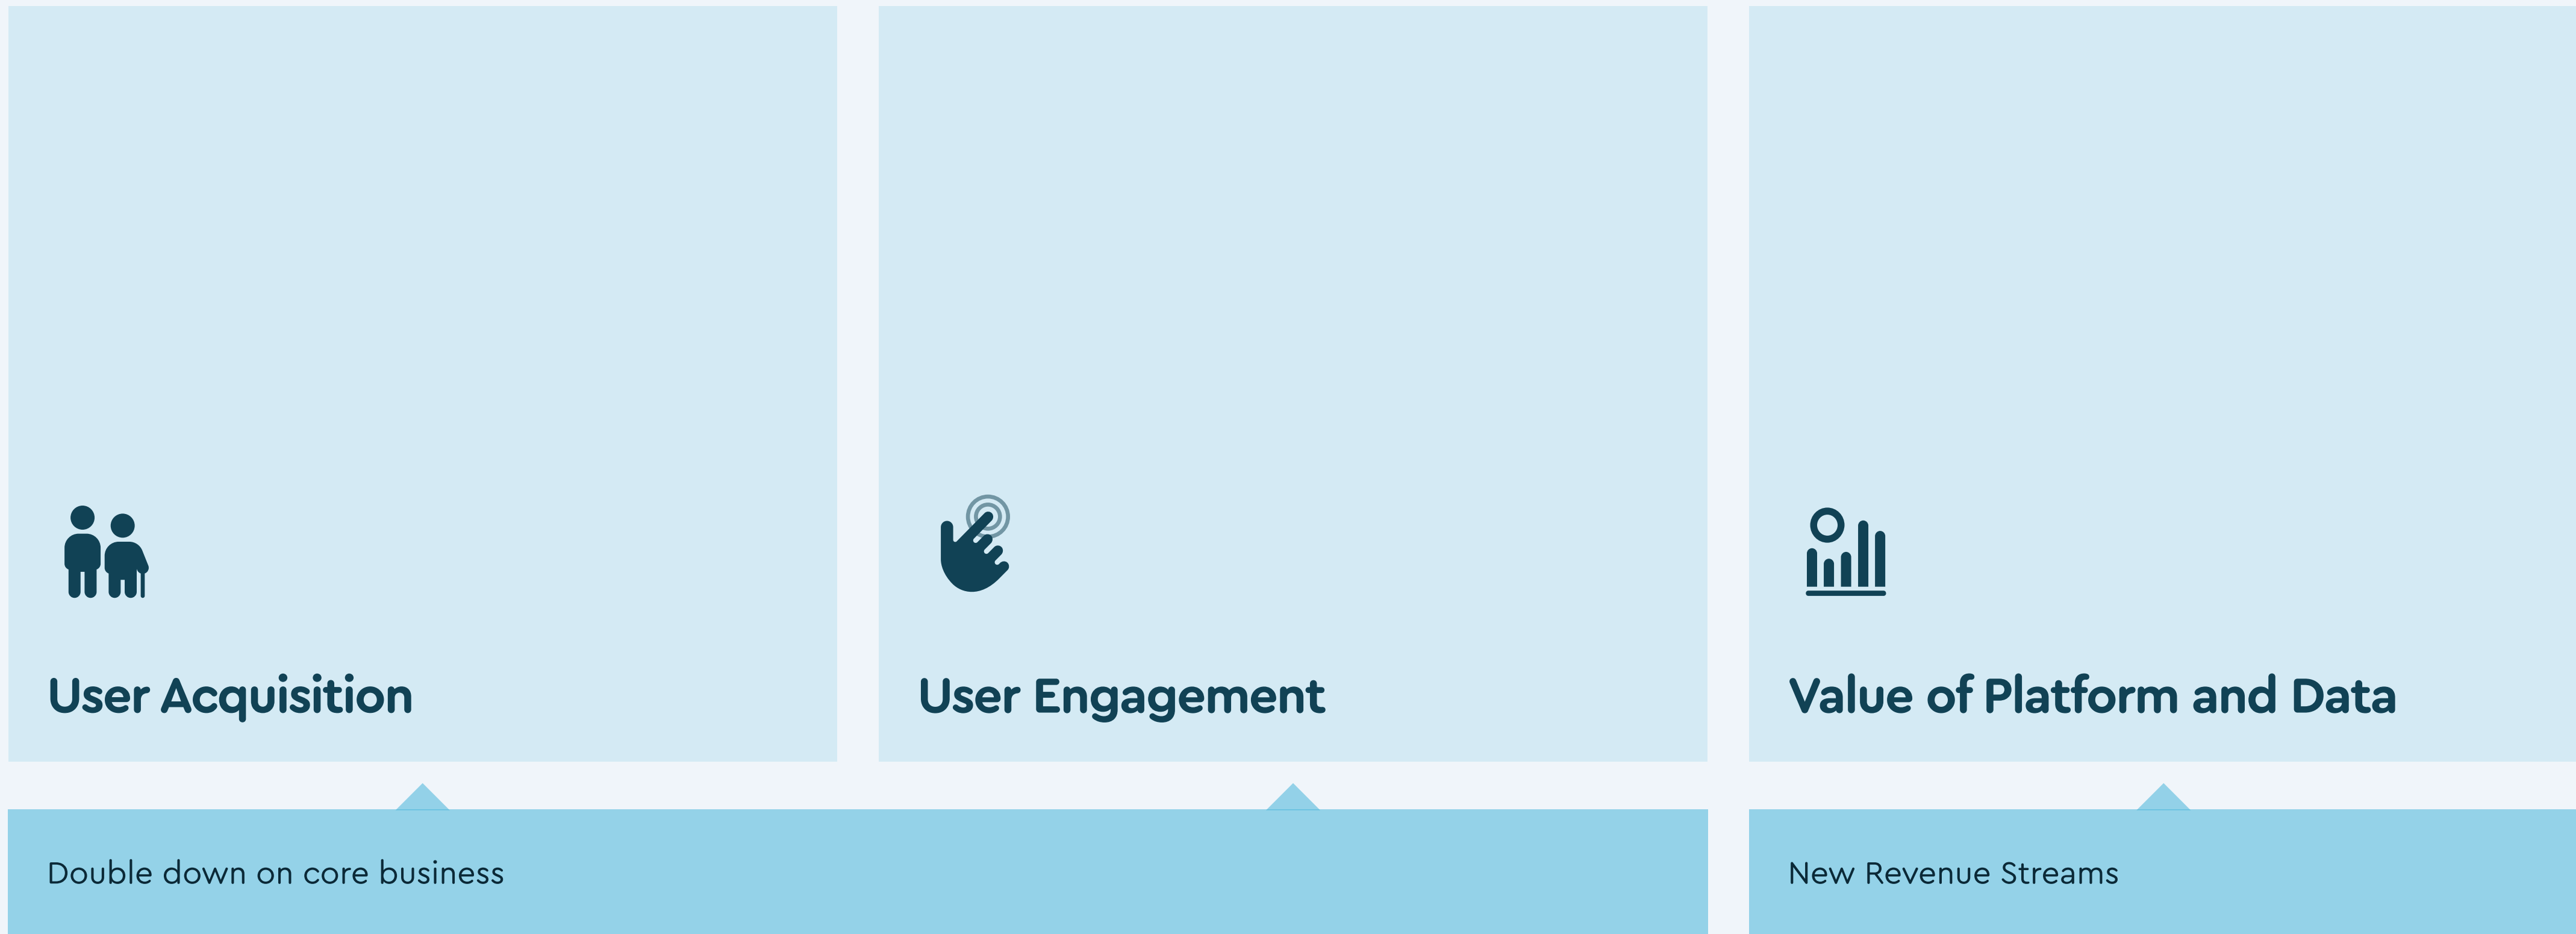 User Acquisition
User Engagement
Value of Platform and Data
Double down on core business
New Revenue Streams